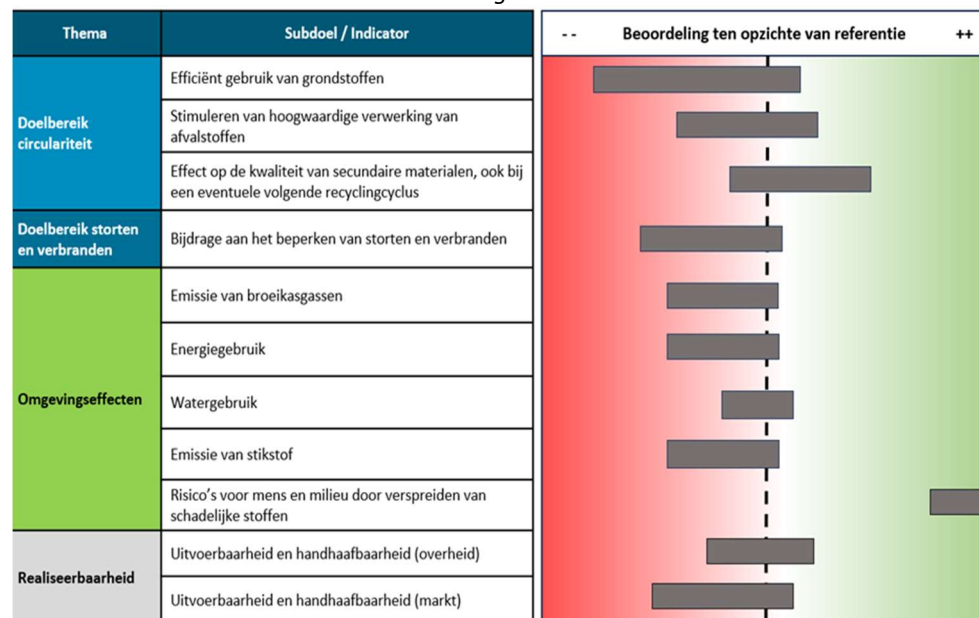 Thema
Subdoel / Indicator
- - Beoordeling ten opzichte van referentie ++
Doelbereik
circulariteit
Efficiënt gebruik van grondstoffen
Stimuleren van hoogwaardige verwerking van
afvalstoffen
Effect op de kwaliteit van secundaire materialen, ook bij
een eventuele volgende recyclingcyclus
Doelbereik storten
en verbranden
Bijdrage aan het beperken van storten en verbranden
Omgevingseffecten
Emissie van broeikasgassen
Energiegebruik
Watergebruik
Emissie van stikstof
Risico's voor mens en milieu door verspreiden van
schadelijke stoffen
Realiseerbaarheid
Uitvoerbaarheid en handhaafbaarheid (overheid)
Uitvoerbaarheid en handhaafbaarheid (markt)